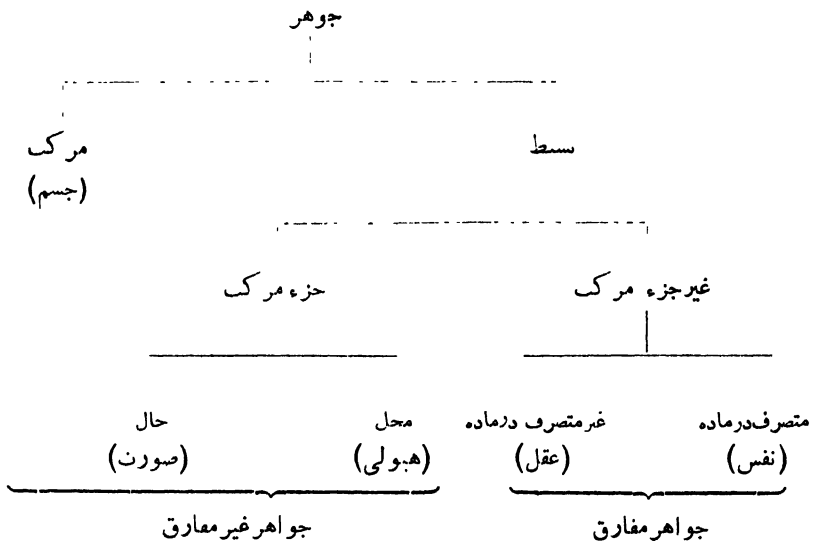 جوهر
بسیط
مرکب
(جسم)
غیرجزء مرکب
جزء مرکب
متصرف‌درماده
غیرمتصرف درماده
محل
حال
(نفس)
(عقل)
(هیولی)
(صورت)
جواهرمفارق
جواهرغیرمفارق